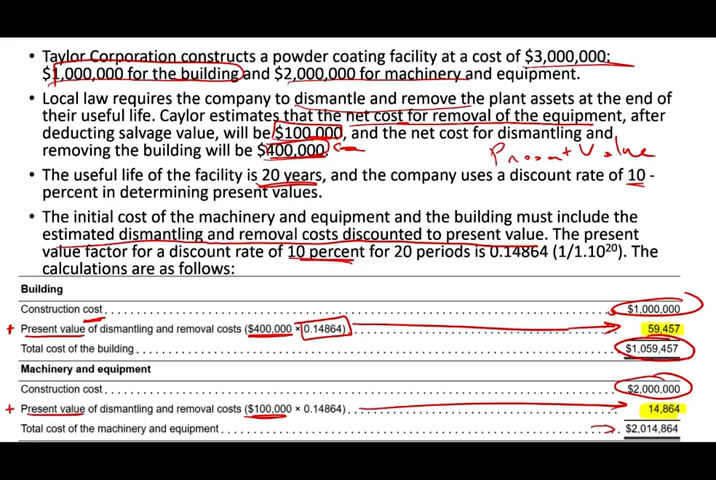 • Taylor Corporation constructs a powder coating facility at a cost of $3,000,000:
$1,000,000 for the building and $2,000,000 for machinery and equipment.
• Local law requires the company to dismantle and remove the plant assets at the end of
their useful life. Caylor estimates that the net cost for removal of the equipment, after
deducting salvage value, will be $100,000, and the net cost for dismantling and
removing the building will be $400,000.
Present Value
• The useful life of the facility is 20 years, and the company uses a discount rate of 10 -
percent in determining present values.
• The initial cost of the machinery and equipment and the building must include the
estimated dismantling and removal costs discounted to present value. The present
value factor for a discount rate of 10 percent for 20 periods is 0.14864 (1/1.10²⁰). The
calculations are as follows:
Building
Construction cost $1,000,000
+ Present value of dismantling and removal costs ($400,000 × 0.14864) 59,457
Total cost of the building $1,059,457
Machinery and equipment
Construction cost $2,000,000
+ Present value of dismantling and removal costs ($100,000 × 0.14864) 14,864
Total cost of the machinery and equipment $2,014,864